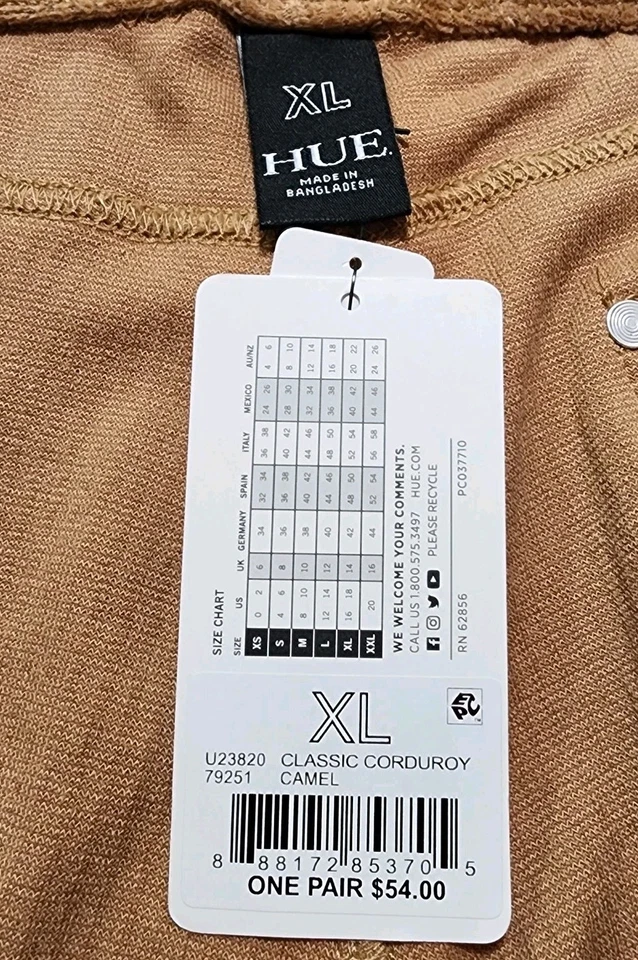 XL
HUE.
MADE IN
BANGLADESH
SIZE CHART
SIZE US UK GERMANY SPAIN ITALY MEXICO AU/NZ
XS 0 2 6 34 32 34 36 38 24 26 4 6
S 4 6 8 36 36 38 40 42 28 30 8 10
M 8 10 10 38 40 42 44 46 32 34 12 14
L 12 14 12 40 44 46 48 50 36 38 16 18
XL 16 18 14 42 48 50 52 54 40 42 20 22
XXL 20 16 44 52 54 56 58 44 46 24 26
WE WELCOME YOUR COMMENTS.
CALL US 1.800.575.3497 HUE.COM
PLEASE RECYCLE
RN 62856 PC037710
XL
EPC
U23820 CLASSIC CORDUROY
79251 CAMEL
8 88172 85370 5
ONE PAIR $54.00